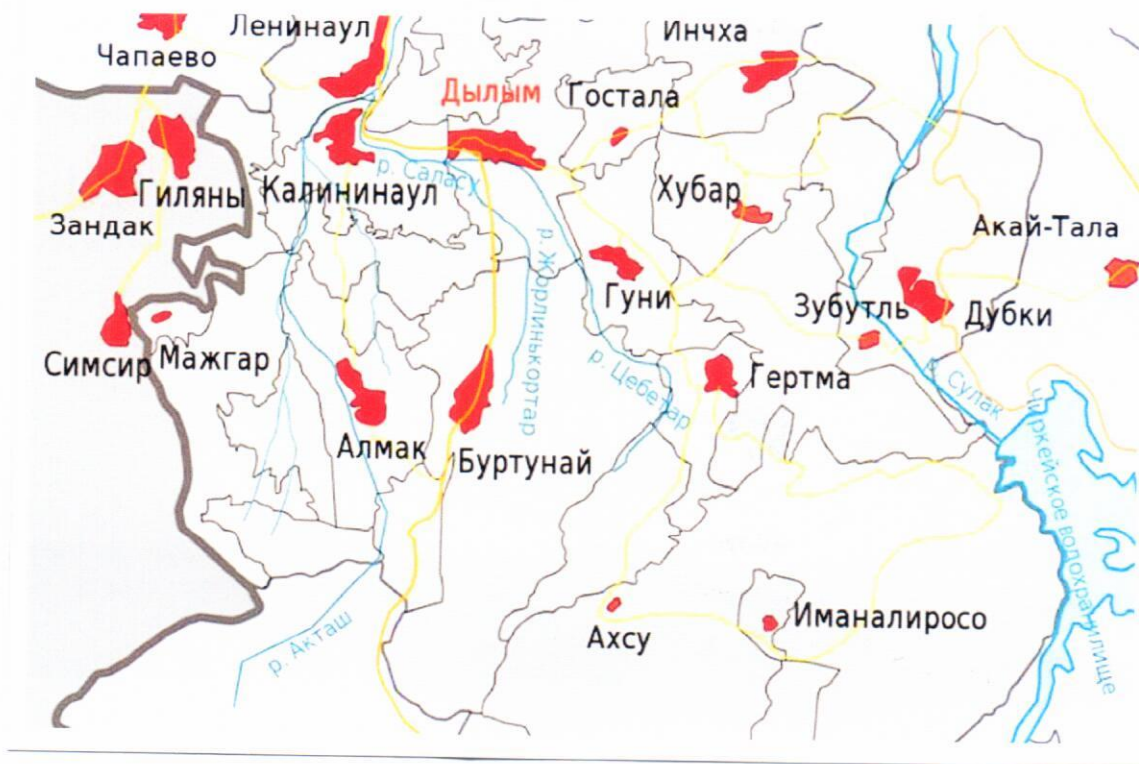 Ленинаул
Инчха
Чапаево
Дылым
Гостала
р. Саласу
Гиляны
Калининаул
Хубар
Зандак
Акай-Тала
р. Жорлинькортар
Гуни
Зубутль
Дубки
Симсир
Мажгар
р. Цебетар
Гертма
р. Сулак
Чиркейское водохранилище
Алмак
Буртунай
р. Акташ
Ахсу
Иманалиросо